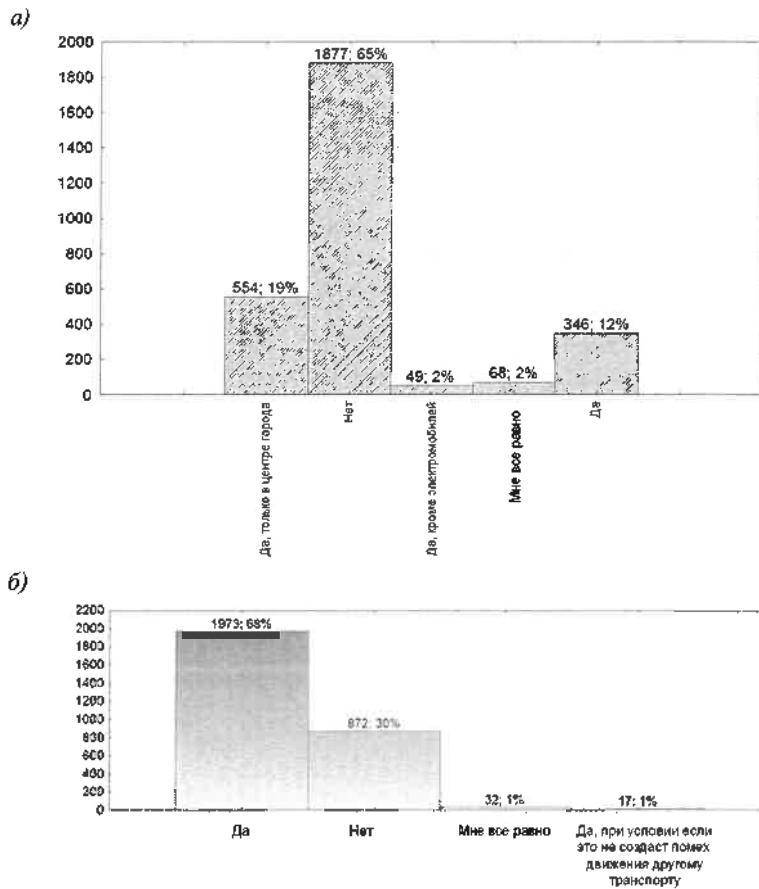 а)
2000
1877; 65%
1800
1600
1400
1200
1000
800
554; 19%
600
346; 12%
400
200
49; 2%
68; 2%
0
Да, только в центре города
Нет
Да, кроме электромобилей
Мне все равно
Да
б)
2200
1973; 68%
2000
1800
1600
1400
1200
872; 30%
1000
800
600
400
200
32; 1%
17; 1%
0
Да
Нет
Мне все равно
Да, при условии если
это не создаст помех
движения другому
транспорту